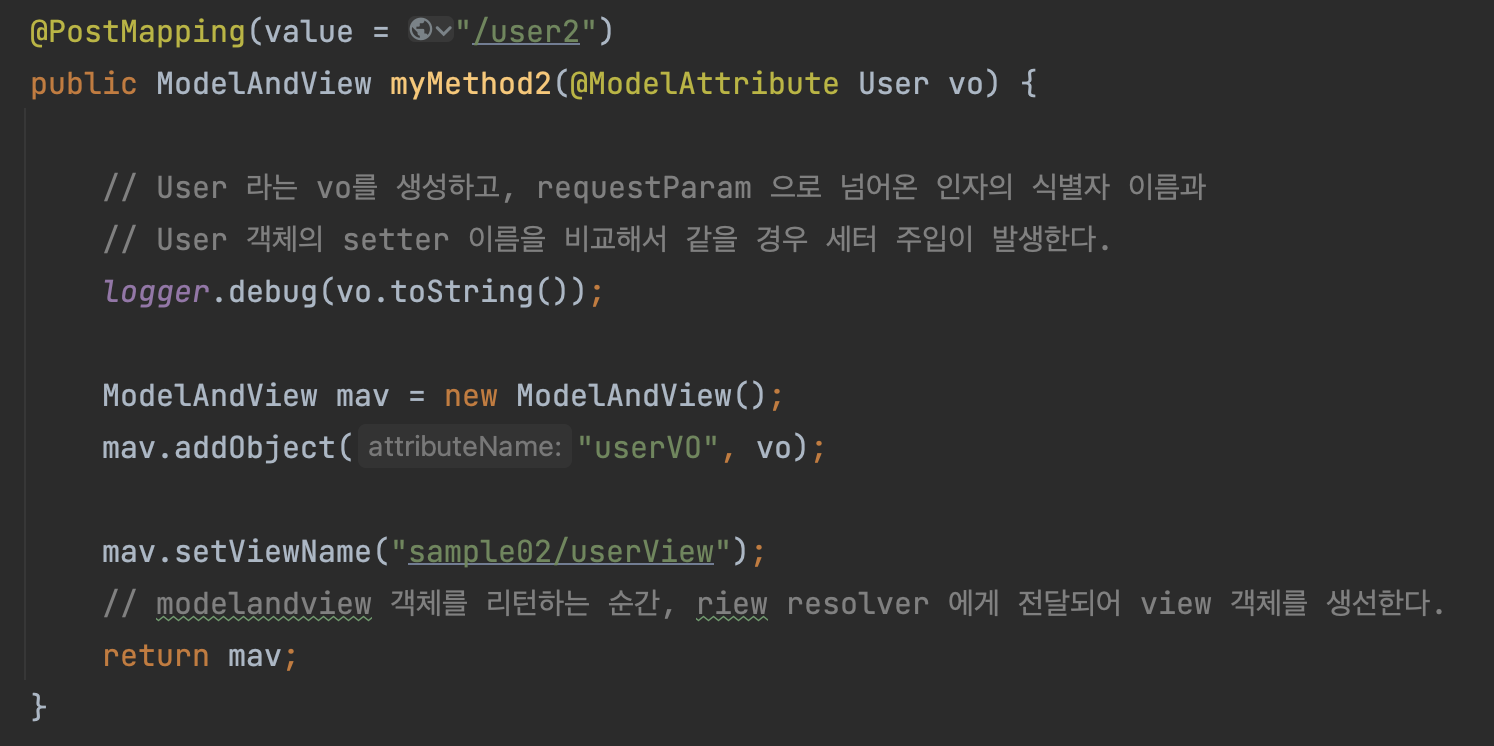 @PostMapping(value = "/user2")
public ModelAndView myMethod2(@ModelAttribute User vo) {
// User 라는 vo를 생성하고, requestParam 으로 넘어온 인자의 식별자 이름과
// User 객체의 setter 이름을 비교해서 같을 경우 세터 주입이 발생한다.
logger.debug(vo.toString());
ModelAndView mav = new ModelAndView();
mav.addObject( attributeName: "userVO", vo);
mav.setViewName("sample02/userView");
// modelandview 객체를 리턴하는 순간, riew resolver 에게 전달되어 view 객체를 생선한다.
return mav;
}